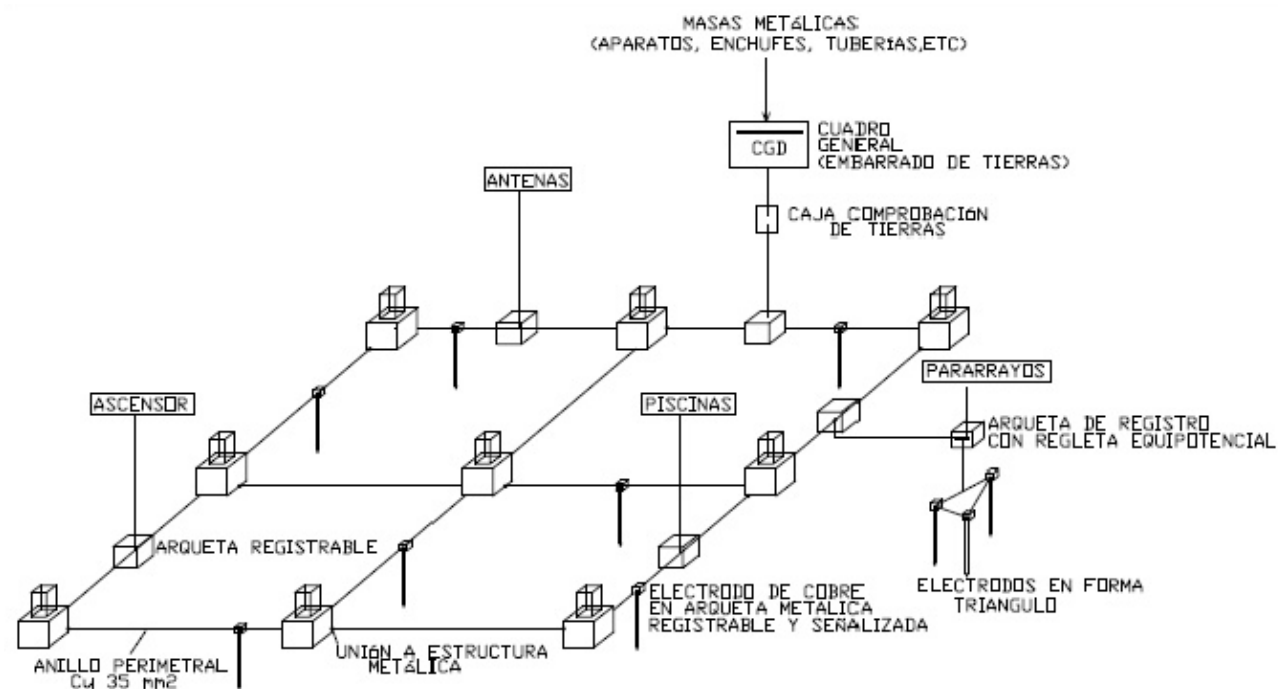 MASAS METáLICAS
(APARATOS, ENCHUFES, TUBERíAS,ETC)
CGD
CUADRO
GENERAL
(EMBARRADO DE TIERRAS)
ANTENAS
CAJA COMPROBACIóN
DE TIERRAS
PARARRAYOS
ASCENSOR
PISCINAS
ARQUETA DE REGISTRO
CON REGLETA EQUIPOTENCIAL
ARQUETA REGISTRABLE
ELECTRODOS EN FORMA
TRIANGULO
ELECTRODO DE COBRE
EN ARQUETA METALICA
REGISTRABLE Y SEÑALIZADA
UNIóN A ESTRUCTURA
METáLICA
ANILLO PERIMETRAL
Cu 35 mm2